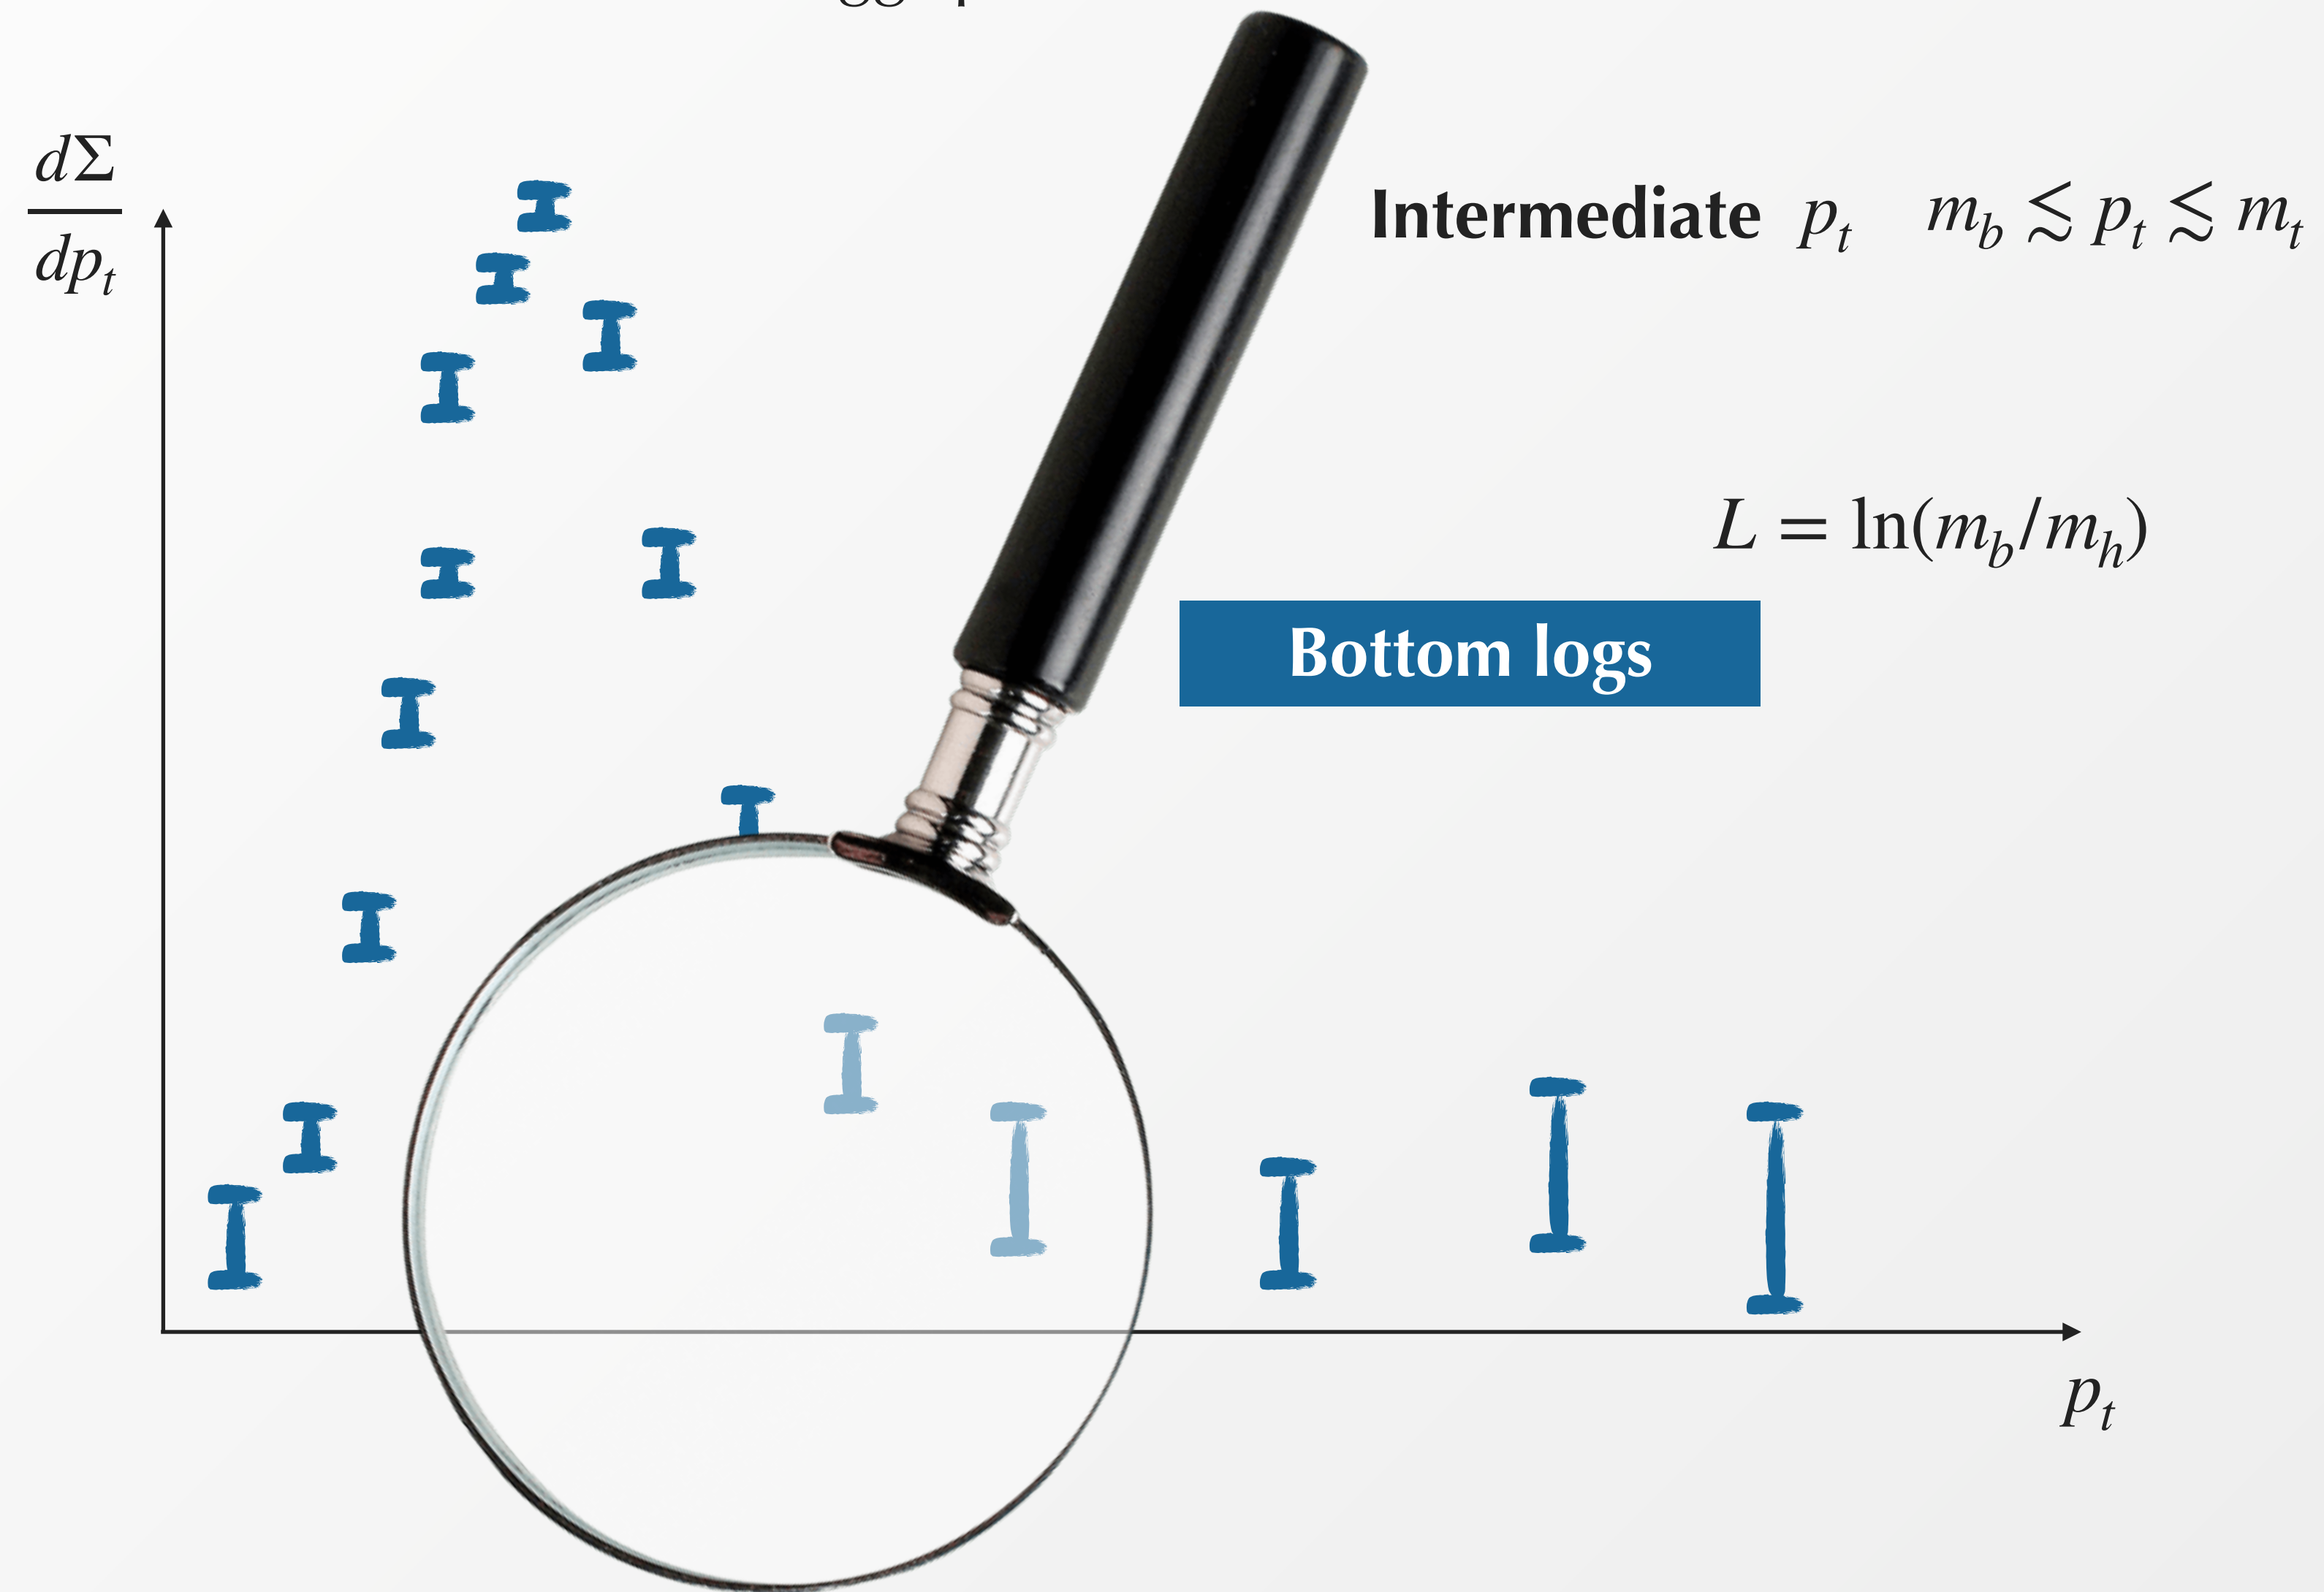 dΣ
dp_t
Intermediate p_t m_b ≲ p_t ≲ m_t
L = ln(m_b/m_h)
Bottom logs
p_t